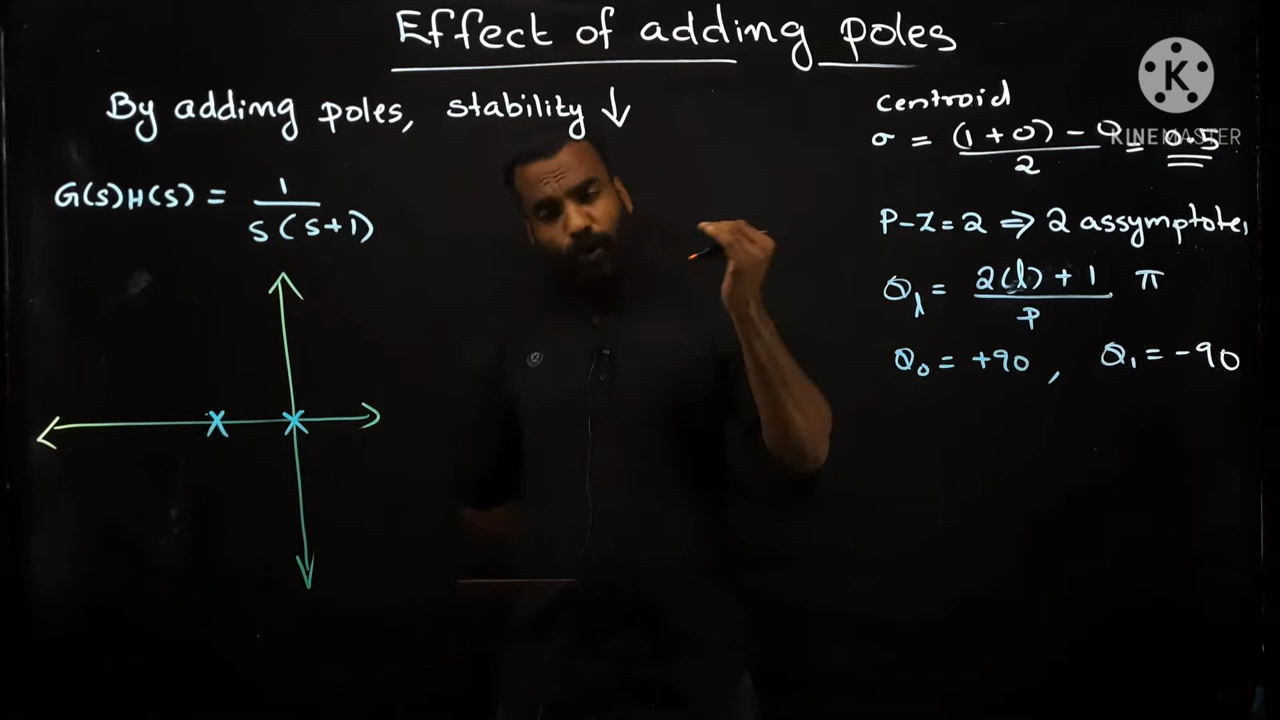 Effect of adding poles
By adding poles, stability ↓
G(s)H(s) = 1 / s(s+1)
centroid
σ = (1+0) - 0 / 2 = 0.5
P-Z=2 ⇒ 2 assymptotes
θl = 2(l)+1 / P π
θ0 = +90, θ1 = -90
K
KINEMASTER